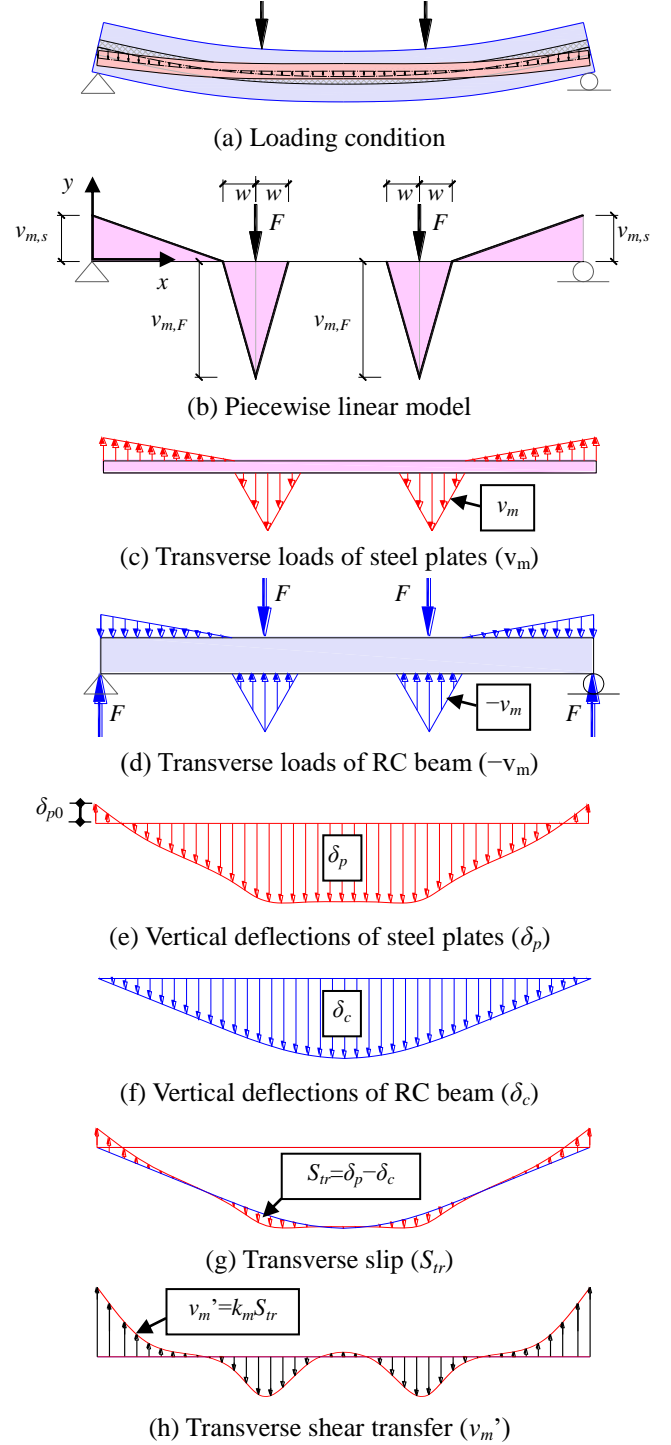 (a) Loading condition
y
w w
w w
F
F
v_{m,s}
v_{m,s}
x
v_{m,F}
v_{m,F}
(b) Piecewise linear model
v_m
(c) Transverse loads of steel plates (v_m)
F
F
F
−v_m
F
(d) Transverse loads of RC beam (−v_m)
δ_{p0}
δ_p
(e) Vertical deflections of steel plates (δ_p)
δ_c
(f) Vertical deflections of RC beam (δ_c)
S_{tr}=δ_p−δ_c
(g) Transverse slip (S_{tr})
v_m’=k_mS_{tr}
(h) Transverse shear transfer (v_m’)